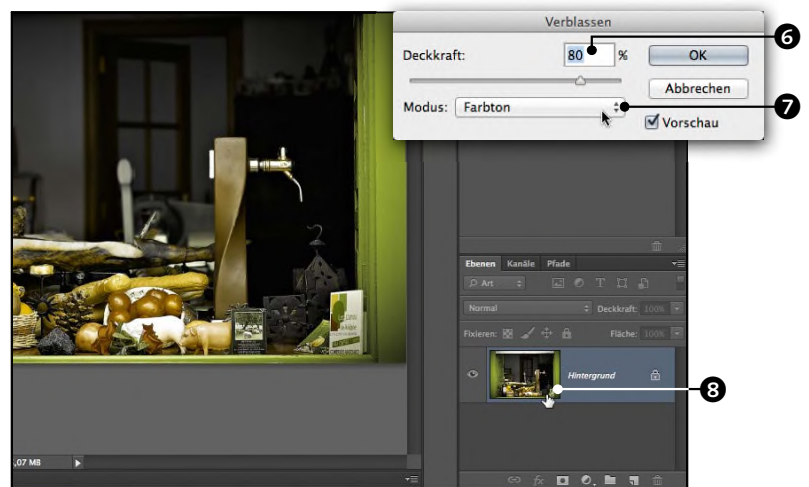 Verblassen
Deckkraft: 80 %
OK
Abbrechen
Modus: Farbton
Vorschau
6
7
Ebenen Kanäle Pfade
Art
Normal Deckkraft: 100%
Fixieren: Fläche: 100%
Hintergrund
8
,07 MB
fx